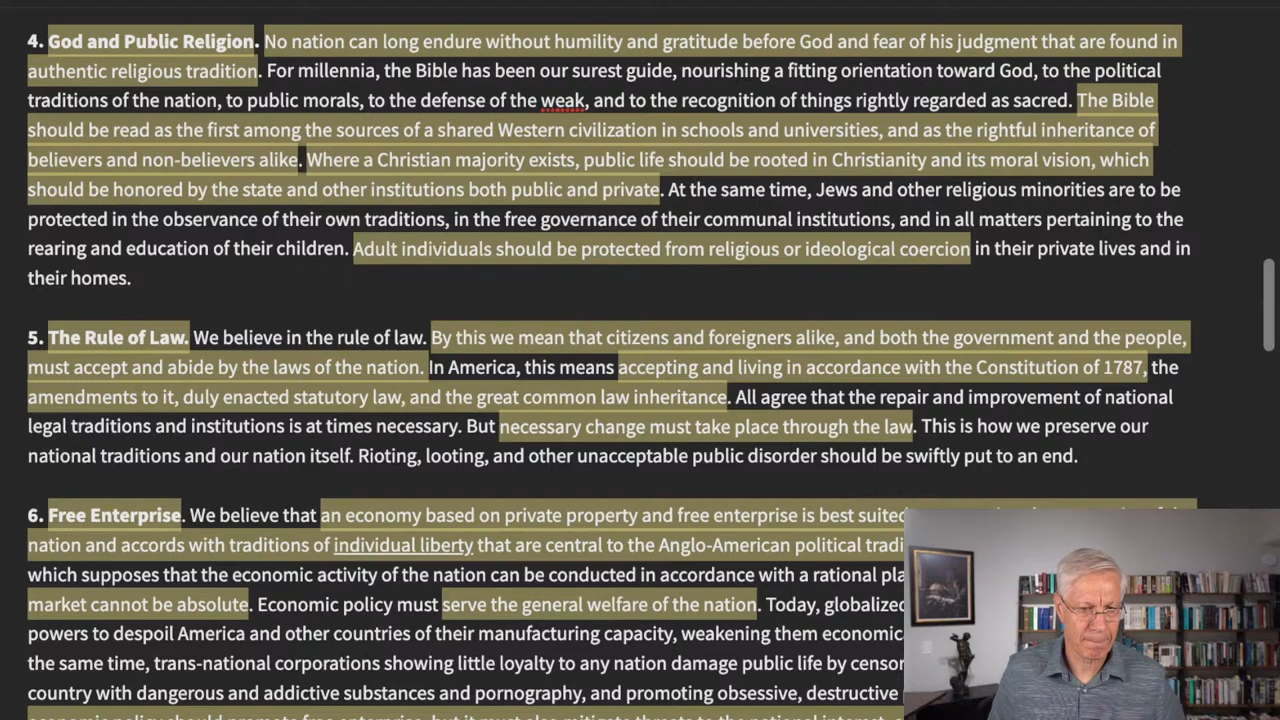 4. God and Public Religion. No nation can long endure without humility and gratitude before God and fear of his judgment that are found in
authentic religious tradition. For millennia, the Bible has been our surest guide, nourishing a fitting orientation toward God, to the political
traditions of the nation, to public morals, to the defense of the weak, and to the recognition of things rightly regarded as sacred. The Bible
should be read as the first among the sources of a shared Western civilization in schools and universities, and as the rightful inheritance of
believers and non-believers alike. Where a Christian majority exists, public life should be rooted in Christianity and its moral vision, which
should be honored by the state and other institutions both public and private. At the same time, Jews and other religious minorities are to be
protected in the observance of their own traditions, in the free governance of their communal institutions, and in all matters pertaining to the
rearing and education of their children. Adult individuals should be protected from religious or ideological coercion in their private lives and in
their homes.
5. The Rule of Law. We believe in the rule of law. By this we mean that citizens and foreigners alike, and both the government and the people,
must accept and abide by the laws of the nation. In America, this means accepting and living in accordance with the Constitution of 1787, the
amendments to it, duly enacted statutory law, and the great common law inheritance. All agree that the repair and improvement of national
legal traditions and institutions is at times necessary. But necessary change must take place through the law. This is how we preserve our
national traditions and our nation itself. Rioting, looting, and other unacceptable public disorder should be swiftly put to an end.
6. Free Enterprise. We believe that an economy based on private property and free enterprise is best suited
nation and accords with traditions of individual liberty that are central to the Anglo-American political tradi
which supposes that the economic activity of the nation can be conducted in accordance with a rational pla
market cannot be absolute. Economic policy must serve the general welfare of the nation. Today, globalized
powers to despoil America and other countries of their manufacturing capacity, weakening them economic
the same time, trans-national corporations showing little loyalty to any nation damage public life by censor
country with dangerous and addictive substances and pornography, and promoting obsessive, destructive
economic policy should promote free enterprise, but it must also mitigate threats to the national interest,